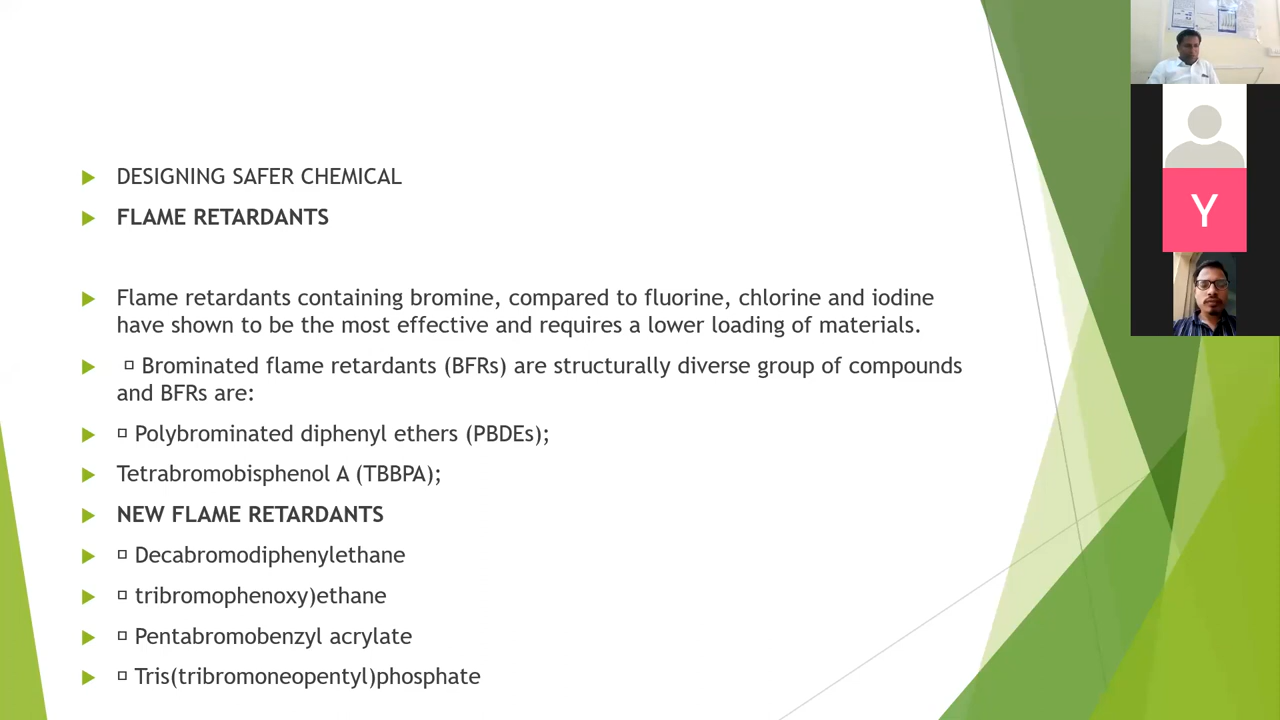 DESIGNING SAFER CHEMICAL
FLAME RETARDANTS
Flame retardants containing bromine, compared to fluorine, chlorine and iodine
have shown to be the most effective and requires a lower loading of materials.
Brominated flame retardants (BFRs) are structurally diverse group of compounds
and BFRs are:
Polybrominated diphenyl ethers (PBDEs);
Tetrabromobisphenol A (TBBPA);
NEW FLAME RETARDANTS
Decabromodiphenylethane
tribromophenoxy)ethane
Pentabromobenzyl acrylate
Tris(tribromoneopentyl)phosphate
Y